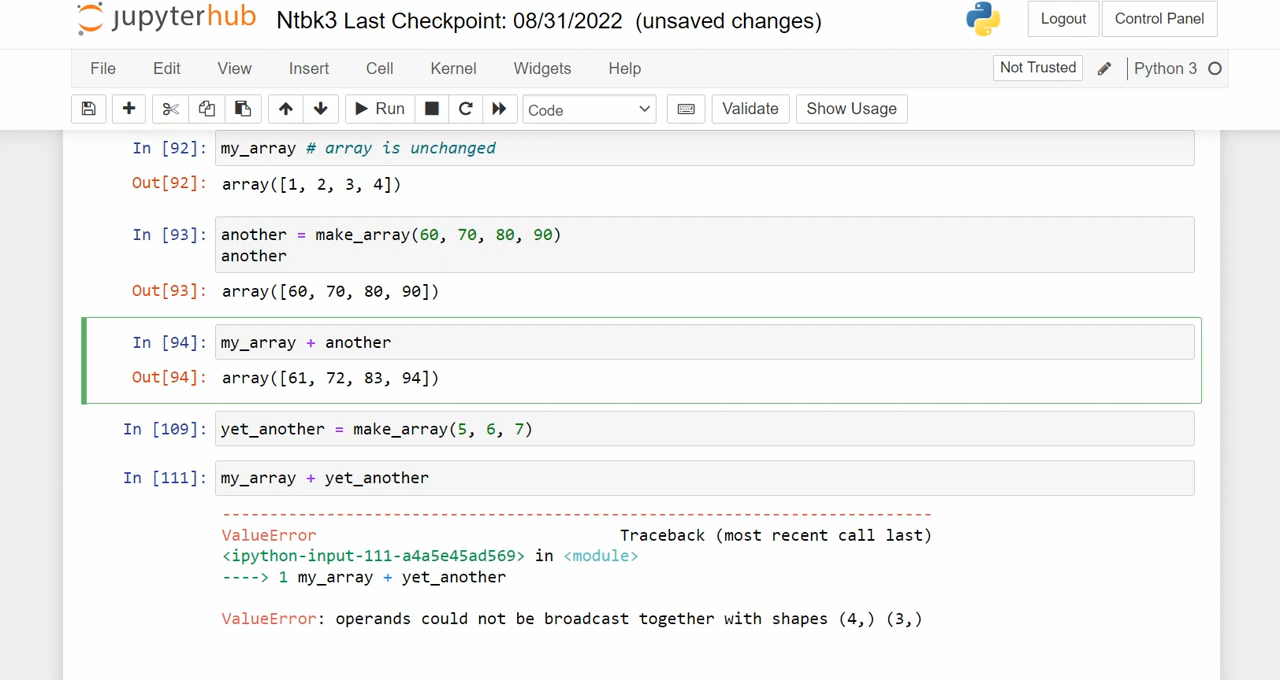 jupyterhub Ntbk3 Last Checkpoint: 08/31/2022 (unsaved changes) Logout Control Panel
File Edit View Insert Cell Kernel Widgets Help Not Trusted Python 3
Run Code Validate Show Usage
In [92]: my_array # array is unchanged
Out[92]: array([1, 2, 3, 4])
In [93]: another = make_array(60, 70, 80, 90)
another
Out[93]: array([60, 70, 80, 90])
In [94]: my_array + another
Out[94]: array([61, 72, 83, 94])
In [109]: yet_another = make_array(5, 6, 7)
In [111]: my_array + yet_another
---------------------------------------------------------------------------
ValueError Traceback (most recent call last)
<ipython-input-111-a4a5e45ad569> in <module>
----> 1 my_array + yet_another
ValueError: operands could not be broadcast together with shapes (4,) (3,)